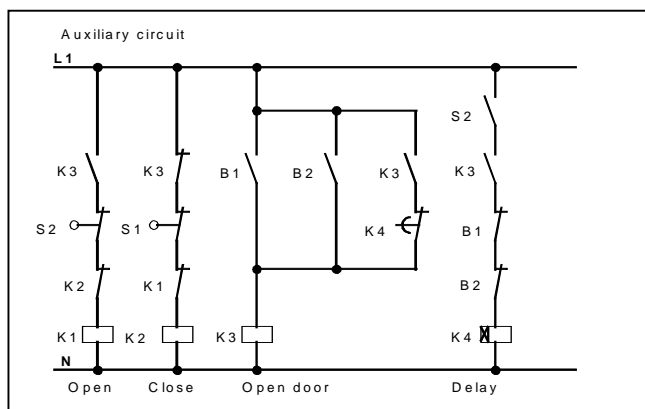 Auxiliary circuit
L1
S2
K3 K3 B1 B2 K3 K3
S2 S1 K4 B1
K2 K1 B2
K1 K2 K3 K4
N
Open Close Open door Delay